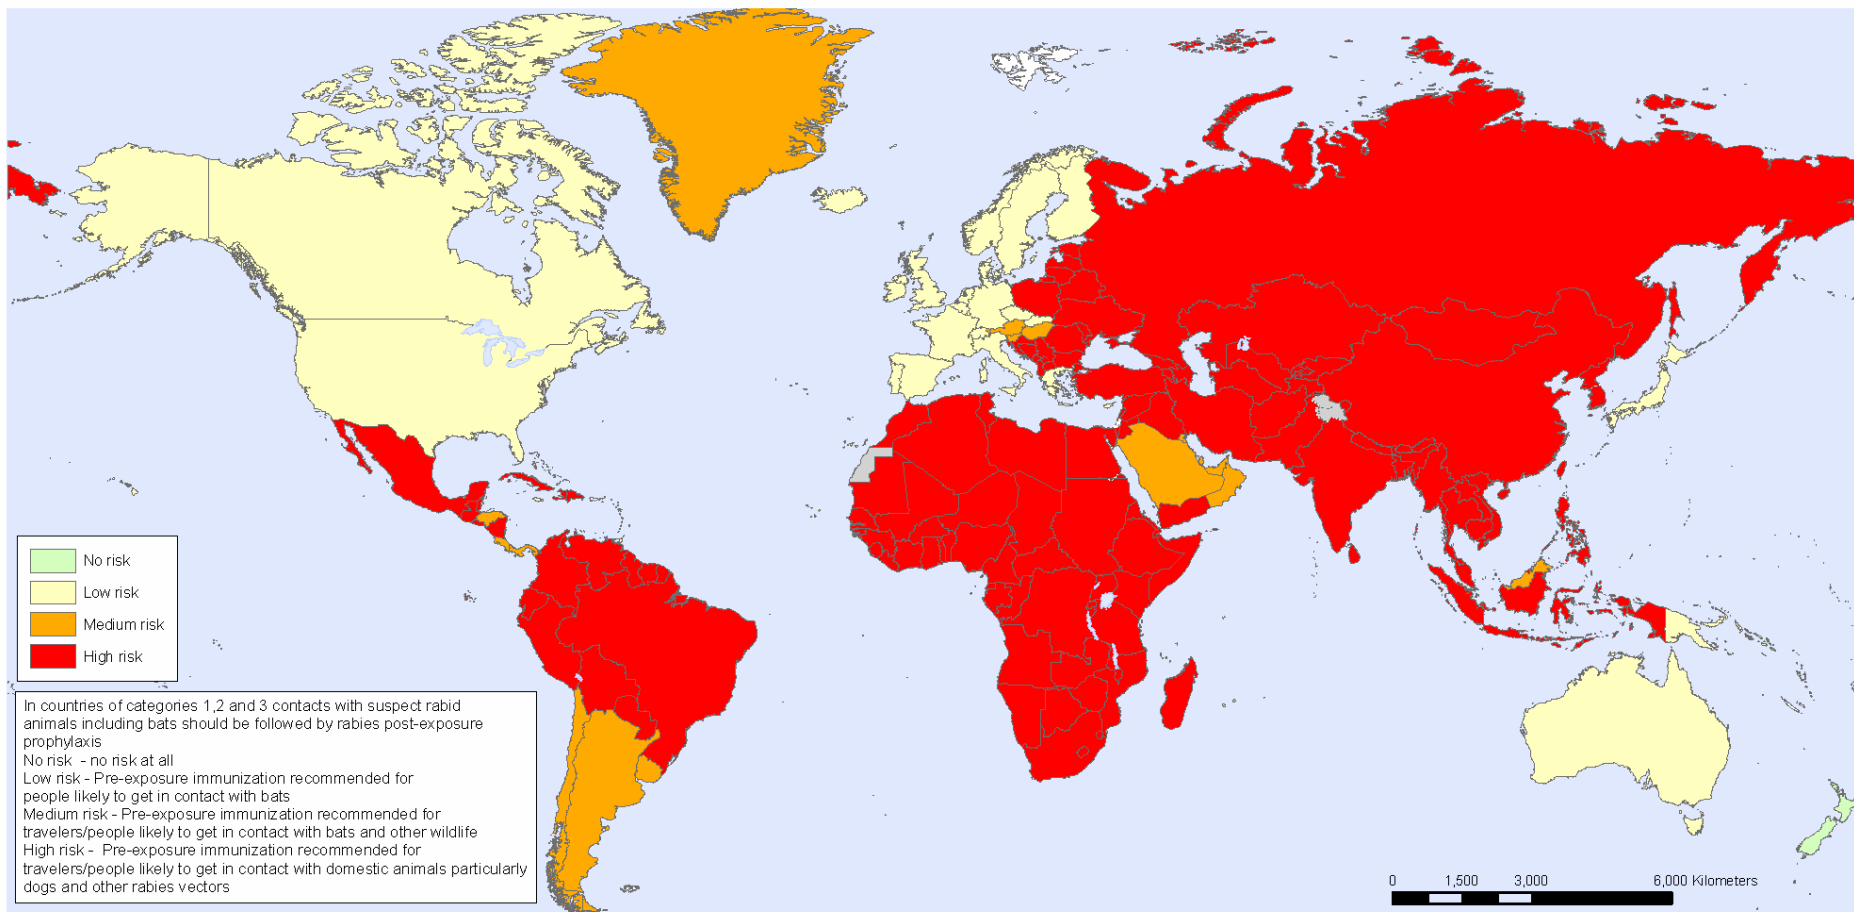 No risk
Low risk
Medium risk
High risk
In countries of categories 1,2 and 3 contacts with suspect rabid
animals including bats should be followed by rabies post-exposure
prophylaxis
No risk - no risk at all
Low risk - Pre-exposure immunization recommended for
people likely to get in contact with bats
Medium risk - Pre-exposure immunization recommended for
travelers/people likely to get in contact with bats and other wildlife
High risk - Pre-exposure immunization recommended for
travelers/people likely to get in contact with domestic animals particularly
dogs and other rabies vectors
0 1,500 3,000 6,000 Kilometers